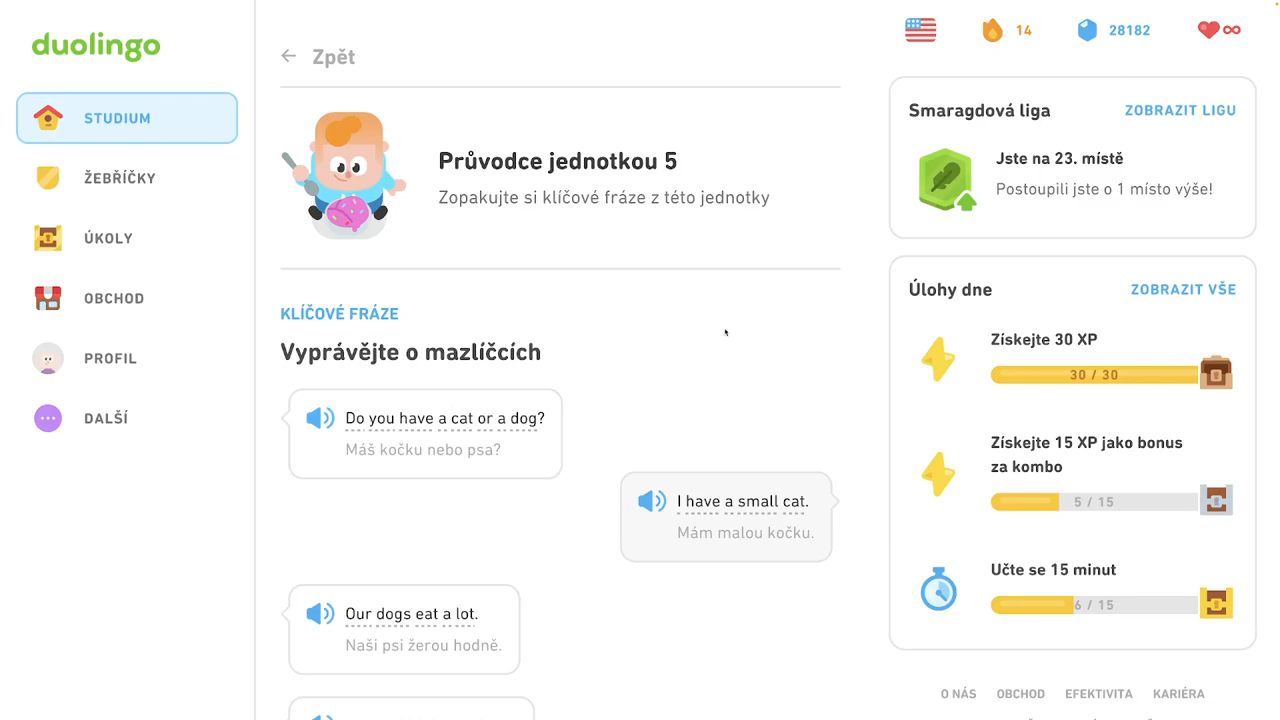 duolingo
STUDIUM
ŽEBŘÍČKY
ÚKOLY
OBCHOD
PROFIL
DALŠÍ
Zpět
Průvodce jednotkou 5
Zopakujte si klíčové fráze z této jednotky
KLÍČOVÉ FRÁZE
Vyprávějte o mazlíčcích
Do you have a cat or a dog?
Máš kočku nebo psa?
I have a small cat.
Mám malou kočku.
Our dogs eat a lot.
Naši psi žerou hodně.
14
28182
∞
Smaragdová liga
ZOBRAZIT LIGU
Jste na 23. místě
Postoupili jste o 1 místo výše!
Úlohy dne
ZOBRAZIT VŠE
Získejte 30 XP
30 / 30
Získejte 15 XP jako bonus
za kombo
5 / 15
Učte se 15 minut
6 / 15
O NÁS OBCHOD EFEKTIVITA KARIÉRA